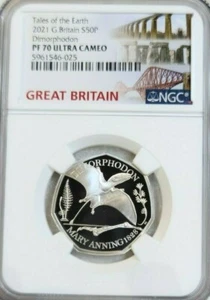 Tales of the Earth
2021 G Britain S50P
Dimorphodon
PF 70 ULTRA CAMEO
5961546-025
GREAT BRITAIN
NGC
DIMORPHODON
MARY ANNING 1828